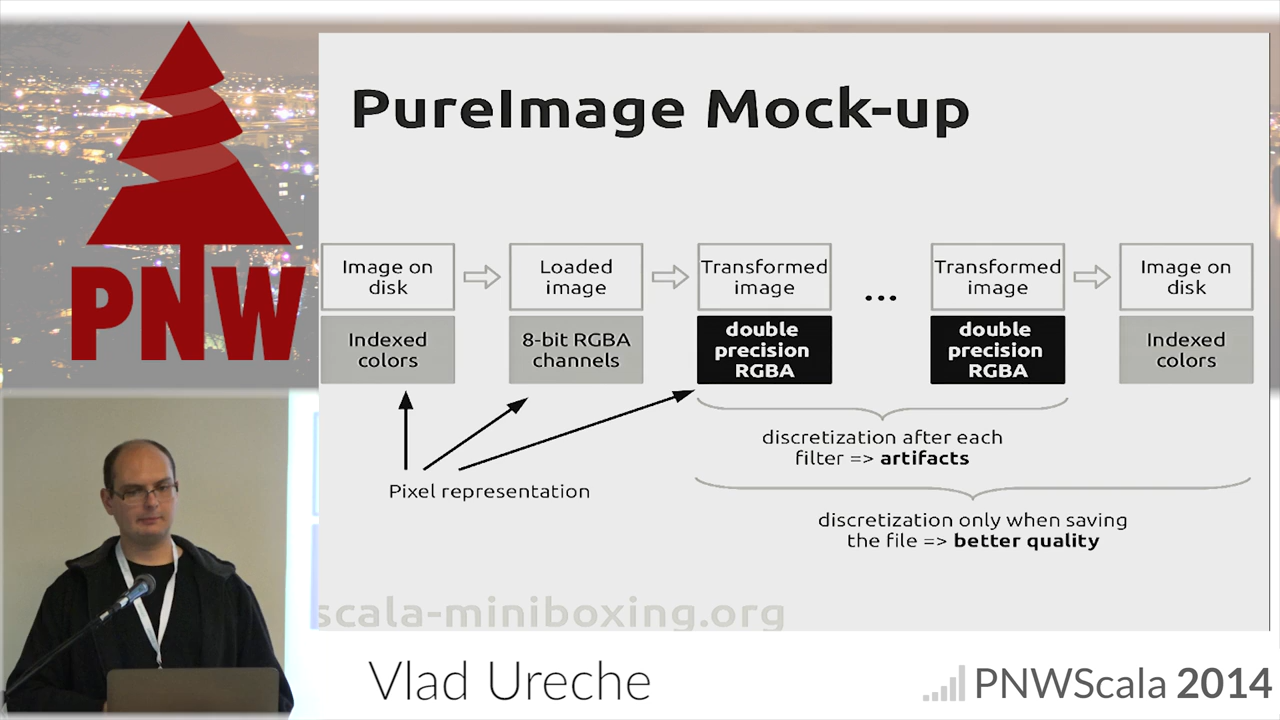 PNW
PureImage Mock-up
Image on
disk
Indexed
colors
Loaded
image
8-bit RGBA
channels
Transformed
image
double
precision
RGBA
...
Transformed
image
double
precision
RGBA
Image on
disk
Indexed
colors
Pixel representation
discretization after each
filter => artifacts
discretization only when saving
the file => better quality
scala-miniboxing.org
Vlad Ureche
PNWScala 2014